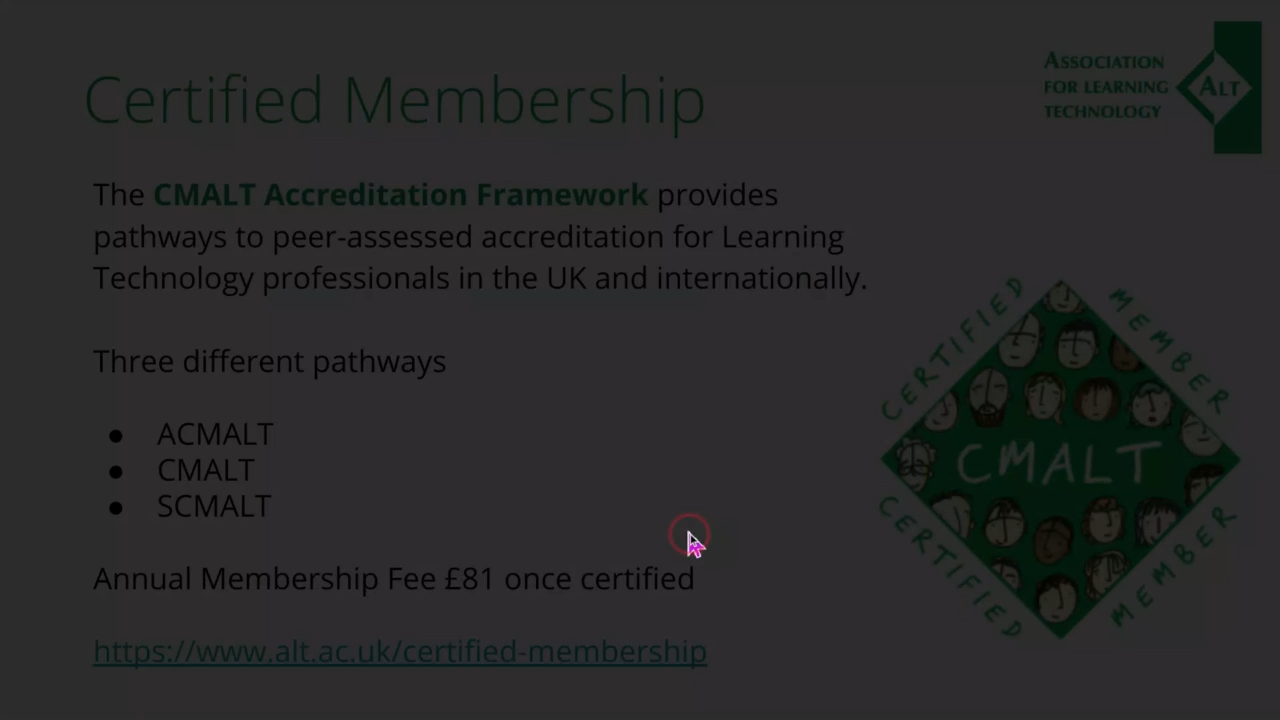 Certified Membership
ASSOCIATION
FOR LEARNING
TECHNOLOGY
ALT
The CMALT Accreditation Framework provides
pathways to peer-assessed accreditation for Learning
Technology professionals in the UK and internationally.
Three different pathways
● ACMALT
● CMALT
● SCMALT
Annual Membership Fee £81 once certified
https://www.alt.ac.uk/certified-membership
CERTIFIED
MEMBER
CMALT
CERTIFIED
MEMBER